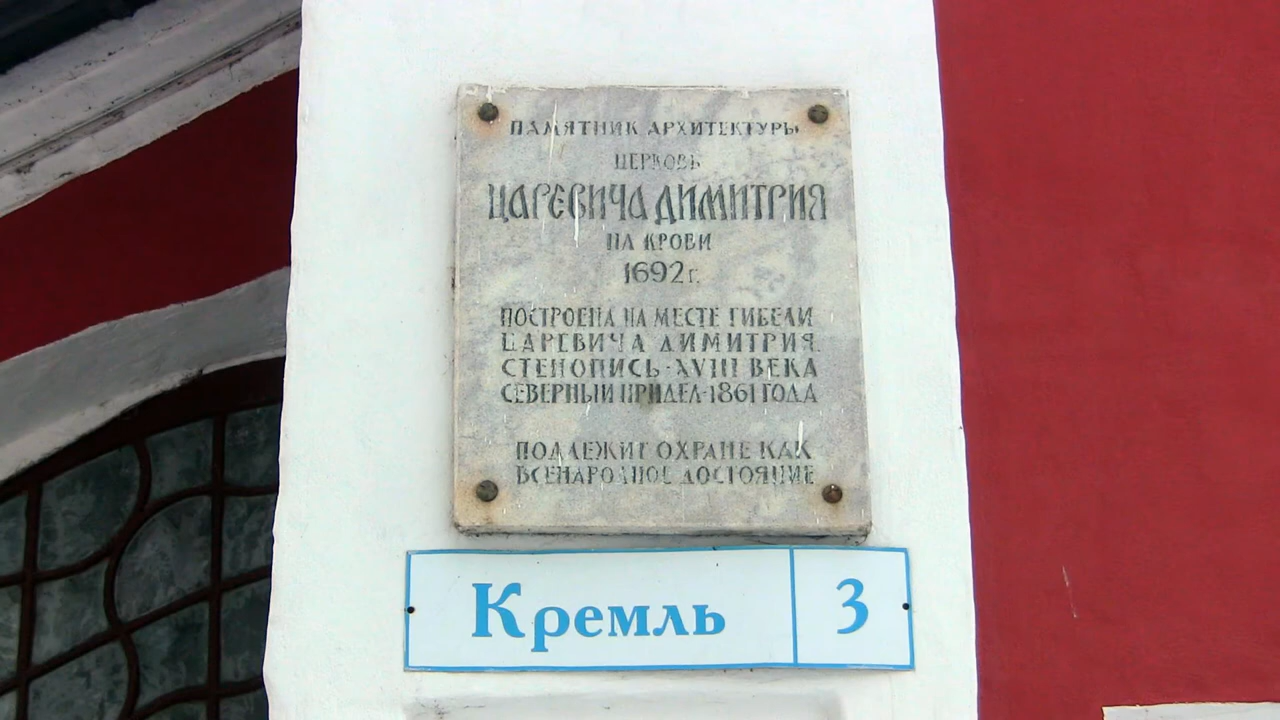 ПАМЯТНИК АРХИТЕКТУРЫ
ЦЕРКОВЬ
ЦАРЕВИЧА ДИМИТРИЯ
НА КРОВИ
1692 г.
ПОСТРОЕНА НА МЕСТЕ ГИБЕЛИ
ЦАРЕВИЧА ДИМИТРИЯ.
СТЕНОПИСЬ - XVIII ВЕКА
СЕВЕРНЫЙ ПРИДЕЛ - 1861 ГОДА
ПОДЛЕЖИТ ОХРАНЕ КАК
ВСЕНАРОДНОЕ ДОСТОЯНИЕ
Кремль 3